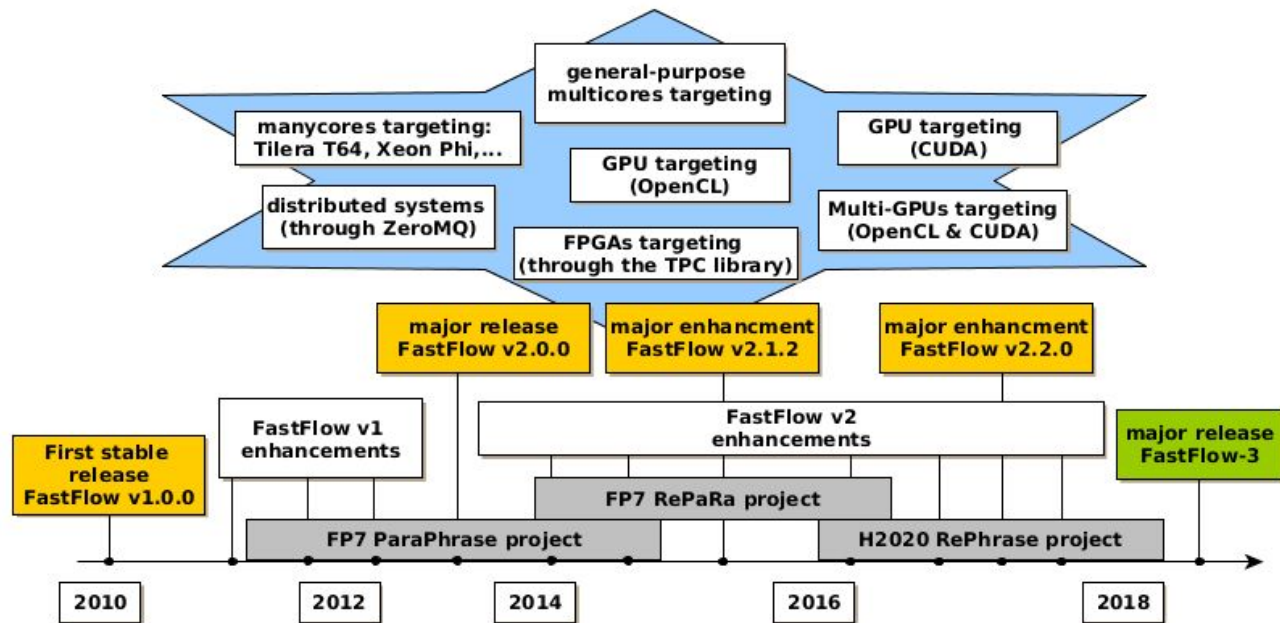 general-purpose
multicores targeting
manycores targeting:
Tilera T64, Xeon Phi,...
GPU targeting
(OpenCL)
GPU targeting
(CUDA)
distributed systems
(through ZeroMQ)
FPGAs targeting
(through the TPC library)
Multi-GPUs targeting
(OpenCL & CUDA)
major release
FastFlow v2.0.0
major enhancment
FastFlow v2.1.2
major enhancment
FastFlow v2.2.0
First stable
release
FastFlow v1.0.0
FastFlow v1
enhancements
FastFlow v2
enhancements
major release
FastFlow-3
FP7 RePaRa project
FP7 ParaPhrase project
H2020 RePhrase project
2010
2012
2014
2016
2018